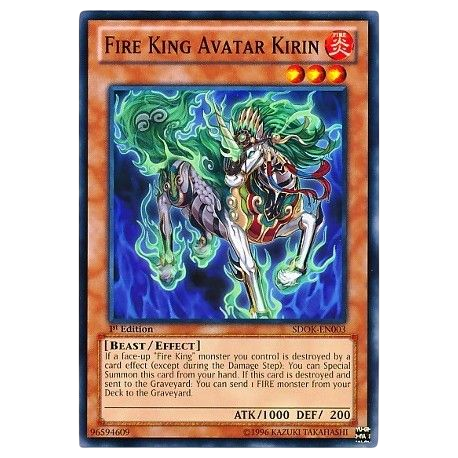 FIRE KING AVATAR KIRIN
FIRE
炎
1st Edition
SDOK-EN003
[BEAST / EFFECT]
If a face-up "Fire King" monster you control is destroyed by a
card effect (except during the Damage Step): You can Special
Summon this card from your hand. If this card is destroyed and
sent to the Graveyard: You can send 1 FIRE monster from your
Deck to the Graveyard.
ATK/1000 DEF/ 200
96594609
©1996 KAZUKI TAKAHASHI